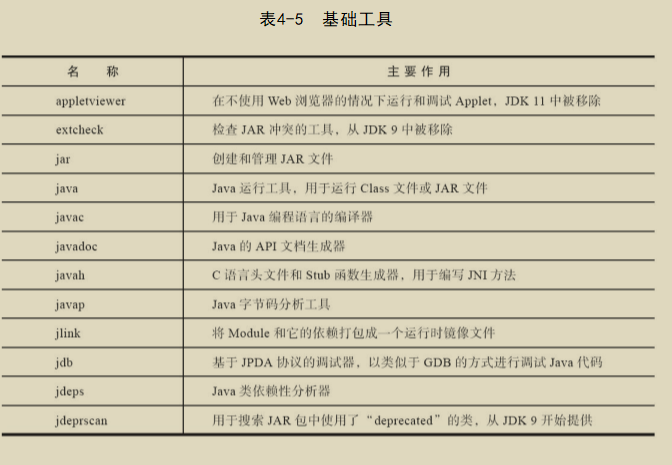 表4-5 基础工具
名 称 主 要 作 用
appletviewer 在不使用 Web 浏览器的情况下运行和调试 Applet，JDK 11 中被移除
extcheck 检查 JAR 冲突的工具，从 JDK 9 中被移除
jar 创建和管理 JAR 文件
java Java 运行工具，用于运行 Class 文件或 JAR 文件
javac 用于 Java 编程语言的编译器
javadoc Java 的 API 文档生成器
javah C 语言头文件和 Stub 函数生成器，用于编写 JNI 方法
javap Java 字节码分析工具
jlink 将 Module 和它的依赖打包成一个运行时镜像文件
jdb 基于 JPDA 协议的调试器，以类似于 GDB 的方式进行调试 Java 代码
jdeps Java 类依赖性分析器
jdeprscan 用于搜索 JAR 包中使用了“deprecated”的类，从 JDK 9 开始提供